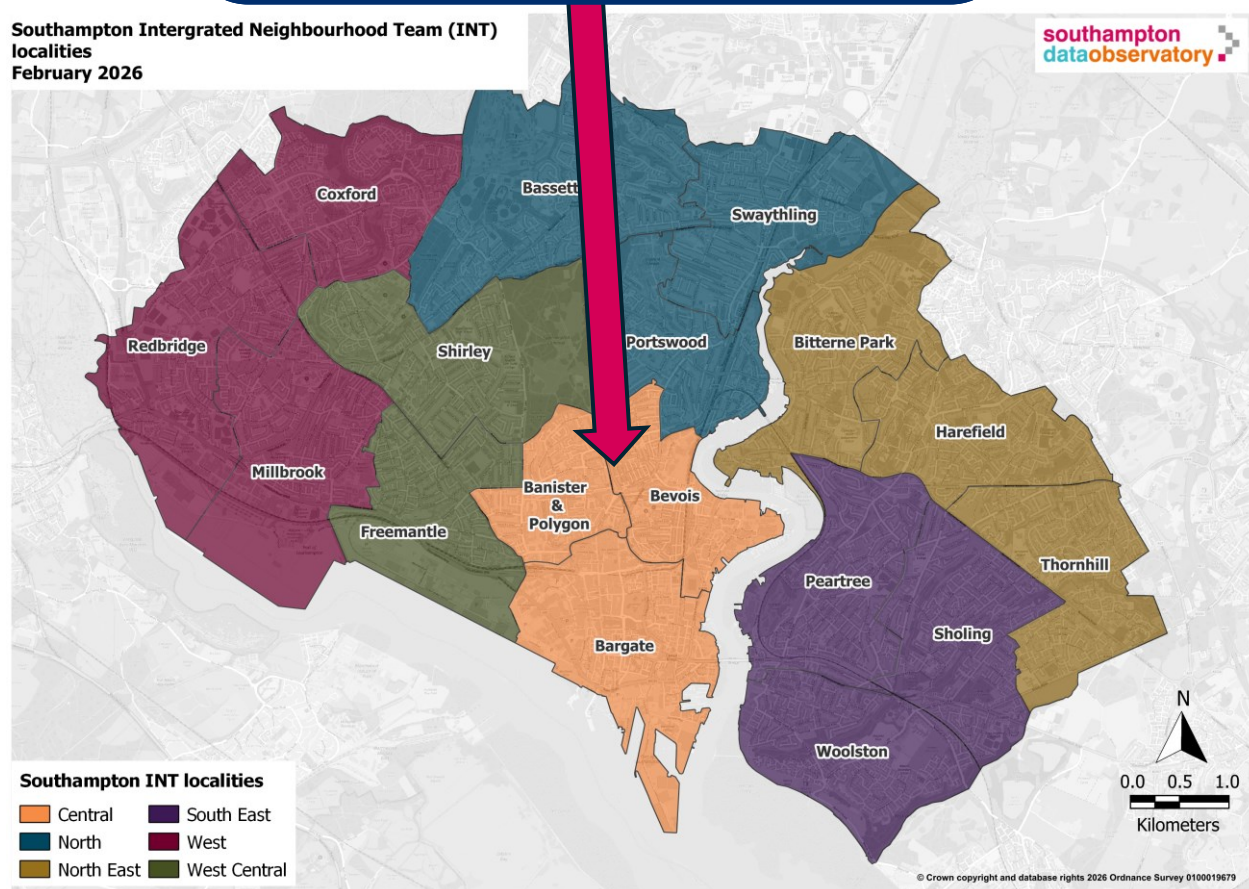 Southampton Intergrated Neighbourhood Team (INT)
localities
February 2026
southampton
dataobservatory
Coxford
Bassett
Swaythling
Redbridge
Shirley
Portswood
Bitterne Park
Harefield
Millbrook
Banister
&
Polygon
Bevois
Freemantle
Thornhill
Peartree
Sholing
Bargate
Woolston
N
0.0 0.5 1.0
Kilometers
Southampton INT localities
Central
South East
North
West
North East
West Central
© Crown copyright and database rights 2026 Ordnance Survey 0100019679